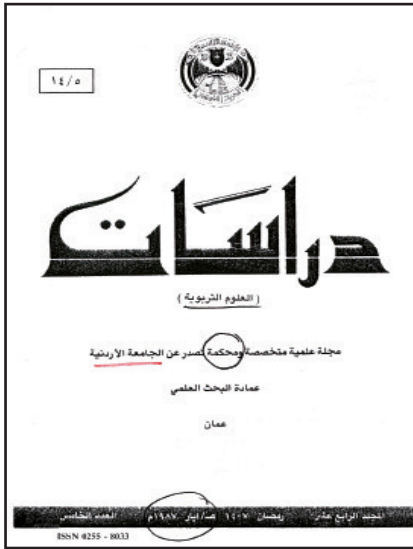 ١٤/٥
دراسات
(العلوم التربوية)
مجلة علمية متخصصة ومحكمة تصدر عن الجامعة الأردنية
عمادة البحث العلمي
عمان
المجلد الرابع عشر رمضان ١٤٠٧ هـ/أيار ١٩٨٧م العدد الخامس
ISSN 0255 - 8033